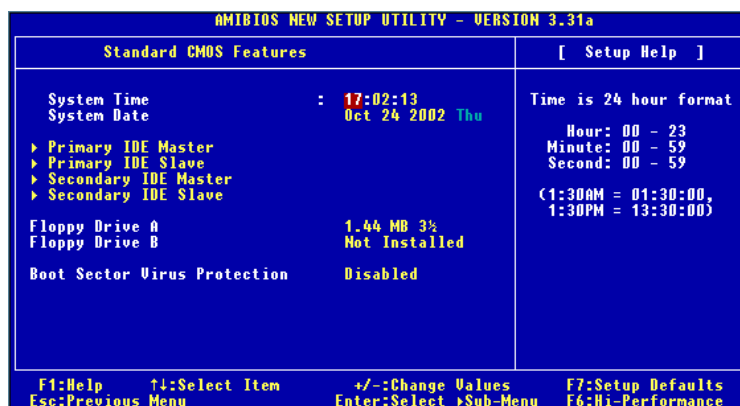 AMIBIOS NEW SETUP UTILITY - VERSION 3.31a
Standard CMOS Features
[ Setup Help ]
System Time : 17:02:13
System Date Oct 24 2002 Thu
▸ Primary IDE Master
▸ Primary IDE Slave
▸ Secondary IDE Master
▸ Secondary IDE Slave
Floppy Drive A 1.44 MB 3½
Floppy Drive B Not Installed
Boot Sector Virus Protection Disabled
Time is 24 hour format
Hour: 00 - 23
Minute: 00 - 59
Second: 00 - 59
(1:30AM = 01:30:00,
1:30PM = 13:30:00)
F1:Help ↑↓:Select Item +/-:Change Values F7:Setup Defaults
Esc:Previous Menu Enter:Select ▸Sub-Menu F6:Hi-Performance